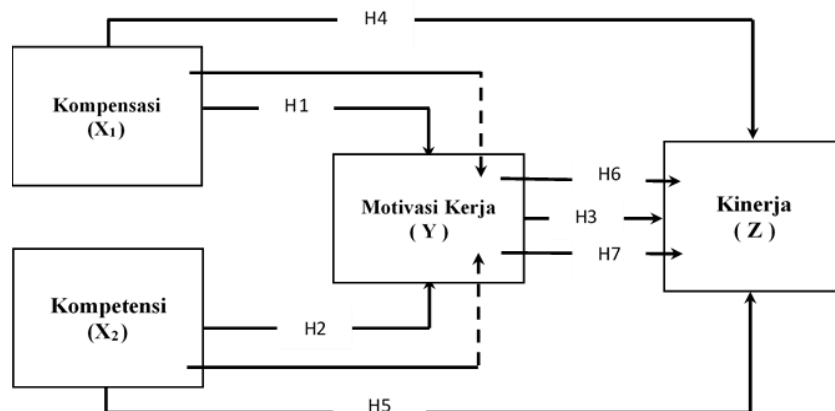 H4
Kompensasi
(X₁)
H1
Motivasi Kerja
( Y )
H6
H3
H7
Kinerja
( Z )
Kompetensi
(X₂)
H2
H5